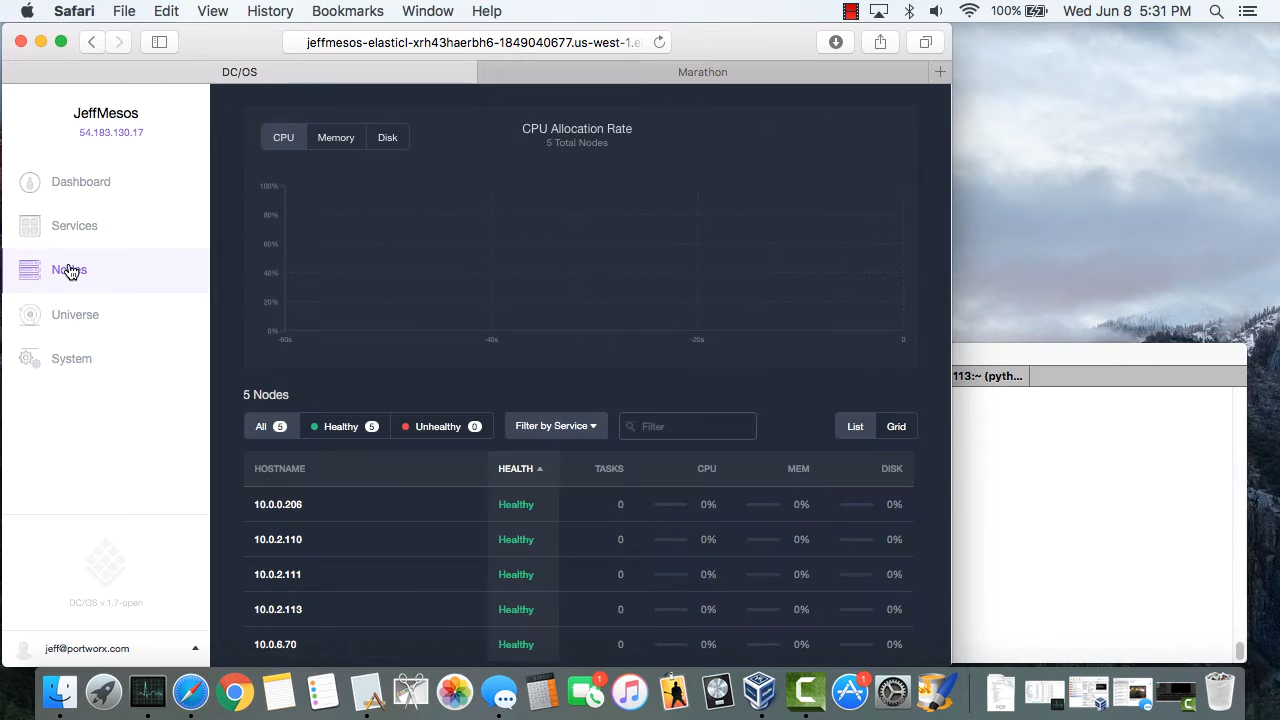 Safari File Edit View History Bookmarks Window Help 100% Wed Jun 8 5:31 PM
jeffmesos-elasticl-xrh43haerbh6-1849040677.us-west-1.e
DC/OS Marathon
JeffMesos
54.183.130.17
Dashboard
Services
Nodes
Universe
System
DC/OS v.1.7-open
jeff@portworx.com
CPU Memory Disk
CPU Allocation Rate
5 Total Nodes
100%
80%
60%
40%
20%
0%
-60s -40s -20s 0
5 Nodes
All 5 Healthy 5 Unhealthy 0 Filter by Service Filter List Grid
HOSTNAME HEALTH TASKS CPU MEM DISK
10.0.0.206 Healthy 0 0% 0% 0%
10.0.2.110 Healthy 0 0% 0% 0%
10.0.2.111 Healthy 0 0% 0% 0%
10.0.2.113 Healthy 0 0% 0% 0%
10.0.6.70 Healthy 0 0% 0% 0%
113:~ (pyth...
1
1
PDF